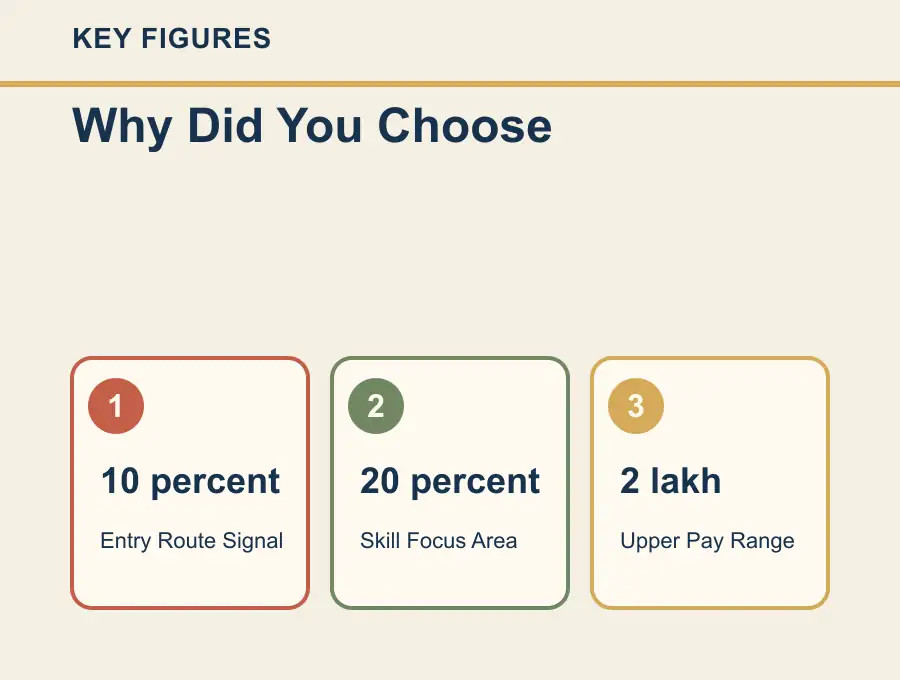 KEY FIGURES
Why Did You Choose
1
10 percent
Entry Route Signal
2
20 percent
Skill Focus Area
3
2 lakh
Upper Pay Range